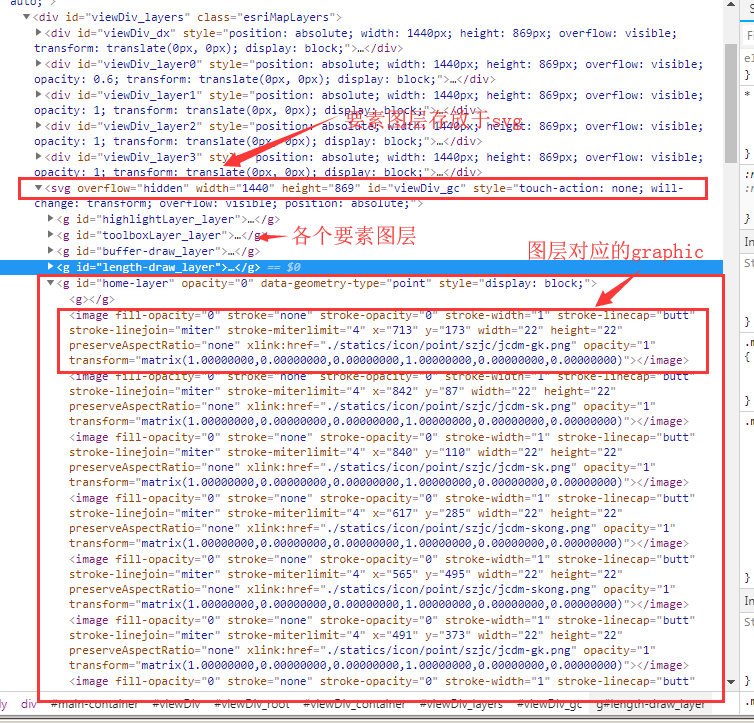 auto; >
▼<div id="viewDiv_layers" class="esriMapLayers">
▶<div id="viewDiv_dx" style="position: absolute; width: 1440px; height: 869px; overflow: visible;
transform: translate(0px, 0px); display: block;">…</div>
▶<div id="viewDiv_layer0" style="position: absolute; width: 1440px; height: 869px; overflow: visible;
opacity: 0.6; transform: translate(0px, 0px); display: block;">…</div>
▶<div id="viewDiv_layer1" style="position: absolute; width: 1440px; height: 869px; overflow: visible;
opacity: 1; transform: translate(0px, 0px); display: block;">…</div>
要素图层存放于svg
▶<div id="viewDiv_layer2" style="position: absolute; width: 1440px; height: 869px; overflow: visible;
opacity: 1; transform: translate(0px, 0px); display: block;">…</div>
▶<div id="viewDiv_layer3" style="position: absolute; width: 1440px; height: 869px; overflow: visible;
opacity: 1; transform: translate(0px, 0px); display: block;">…</div>
▼<svg overflow="hidden" width="1440" height="869" id="viewDiv_gc" style="touch-action: none; will-
change: transform; overflow: visible; position: absolute;">
▶<g id="highlightLayer_layer">…</g>
▶<g id="toolboxLayer_layer">…</g>
各个要素图层
▶<g id="buffer-draw_layer">…</g>
图层对应的graphic
▶<g id="length-draw_layer">…</g> == $0
▼<g id="home-layer" opacity="0" data-geometry-type="point" style="display: block;">
<g></g>
<image fill-opacity="0" stroke="none" stroke-opacity="0" stroke-width="1" stroke-linecap="butt"
stroke-linejoin="miter" stroke-miterlimit="4" x="713" y="173" width="22" height="22"
preserveAspectRatio="none" xlink:href="./statics/icon/point/szjc/jcdm-gk.png" opacity="1"
transform="matrix(1.00000000,0.00000000,0.00000000,1.00000000,0.00000000,0.00000000)"></image>
<image fill-opacity="0" stroke="none" stroke-opacity="0" stroke-width="1" stroke-linecap="butt"
stroke-linejoin="miter" stroke-miterlimit="4" x="842" y="87" width="22" height="22"
preserveAspectRatio="none" xlink:href="./statics/icon/point/szjc/jcdm-sk.png" opacity="1"
transform="matrix(1.00000000,0.00000000,0.00000000,1.00000000,0.00000000,0.00000000)"></image>
<image fill-opacity="0" stroke="none" stroke-opacity="0" stroke-width="1" stroke-linecap="butt"
stroke-linejoin="miter" stroke-miterlimit="4" x="840" y="110" width="22" height="22"
preserveAspectRatio="none" xlink:href="./statics/icon/point/szjc/jcdm-sk.png" opacity="1"
transform="matrix(1.00000000,0.00000000,0.00000000,1.00000000,0.00000000,0.00000000)"></image>
<image fill-opacity="0" stroke="none" stroke-opacity="0" stroke-width="1" stroke-linecap="butt"
stroke-linejoin="miter" stroke-miterlimit="4" x="617" y="285" width="22" height="22"
preserveAspectRatio="none" xlink:href="./statics/icon/point/szjc/jcdm-skong.png" opacity="1"
transform="matrix(1.00000000,0.00000000,0.00000000,1.00000000,0.00000000,0.00000000)"></image>
<image fill-opacity="0" stroke="none" stroke-opacity="0" stroke-width="1" stroke-linecap="butt"
stroke-linejoin="miter" stroke-miterlimit="4" x="565" y="495" width="22" height="22"
preserveAspectRatio="none" xlink:href="./statics/icon/point/szjc/jcdm-skong.png" opacity="1"
transform="matrix(1.00000000,0.00000000,0.00000000,1.00000000,0.00000000,0.00000000)"></image>
<image fill-opacity="0" stroke="none" stroke-opacity="0" stroke-width="1" stroke-linecap="butt"
stroke-linejoin="miter" stroke-miterlimit="4" x="491" y="373" width="22" height="22"
preserveAspectRatio="none" xlink:href="./statics/icon/point/szjc/jcdm-gk.png" opacity="1"
transform="matrix(1.00000000,0.00000000,0.00000000,1.00000000,0.00000000,0.00000000)"></image>
<image fill-opacity="0" stroke="none" stroke-opacity="0" stroke-width="1" stroke-linecap="butt"
dy div #main-container #viewDiv #viewDiv_root #viewDiv_container #viewDiv_layers #viewDiv_gc g#length-draw_layer